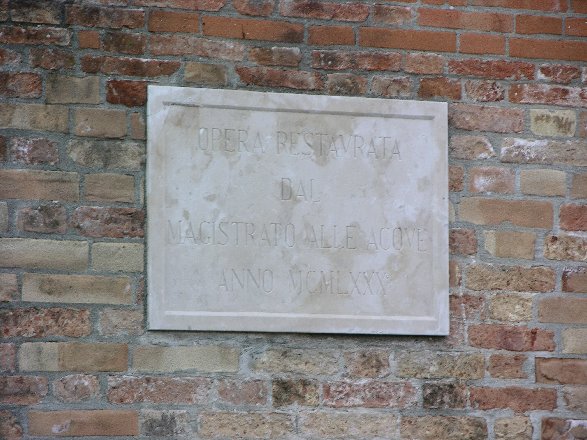 OPERA RESTAVRATA
DAL
MAGISTRATO ALLE ACQVE
ANNO MCMLXXX